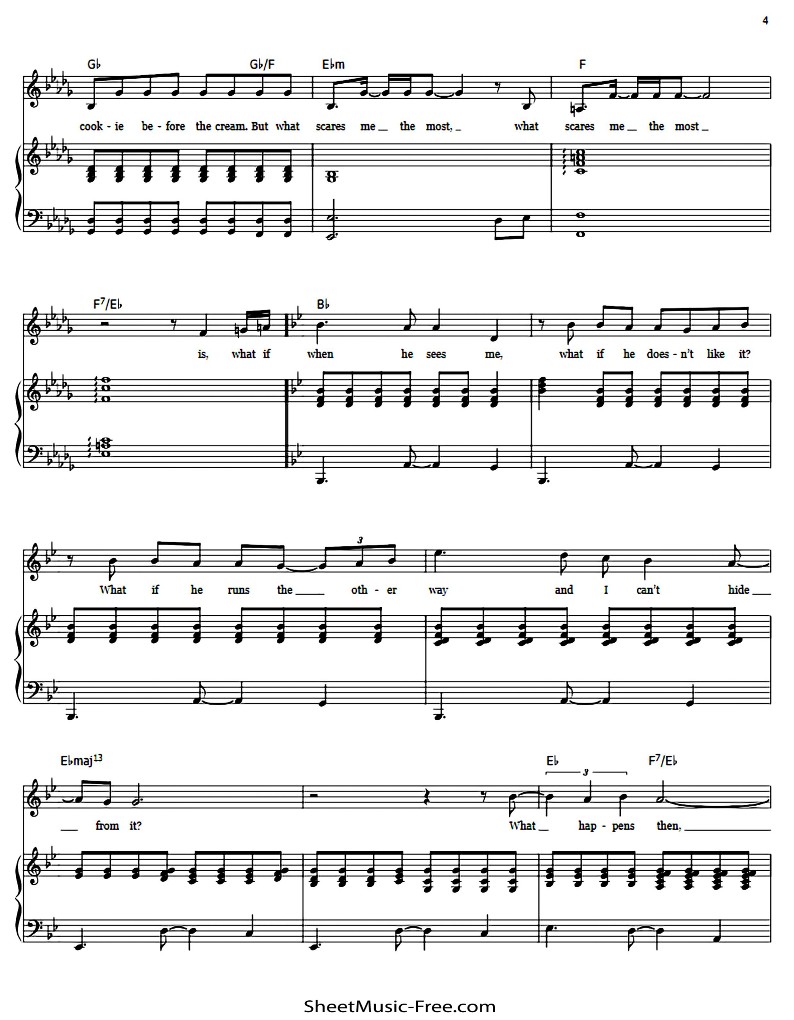 4
G♭ G♭/F E♭m F
cook - ie be - fore the cream. But what scares me the most, what scares me the most
F7/E♭ B♭
is, what if when he sees me, what if he does - n't like it?
3
What if he runs the oth - er way and I can't hide
E♭maj13 E♭ F7/E♭
3
from it? What hap - pens then,
SheetMusic-Free.com